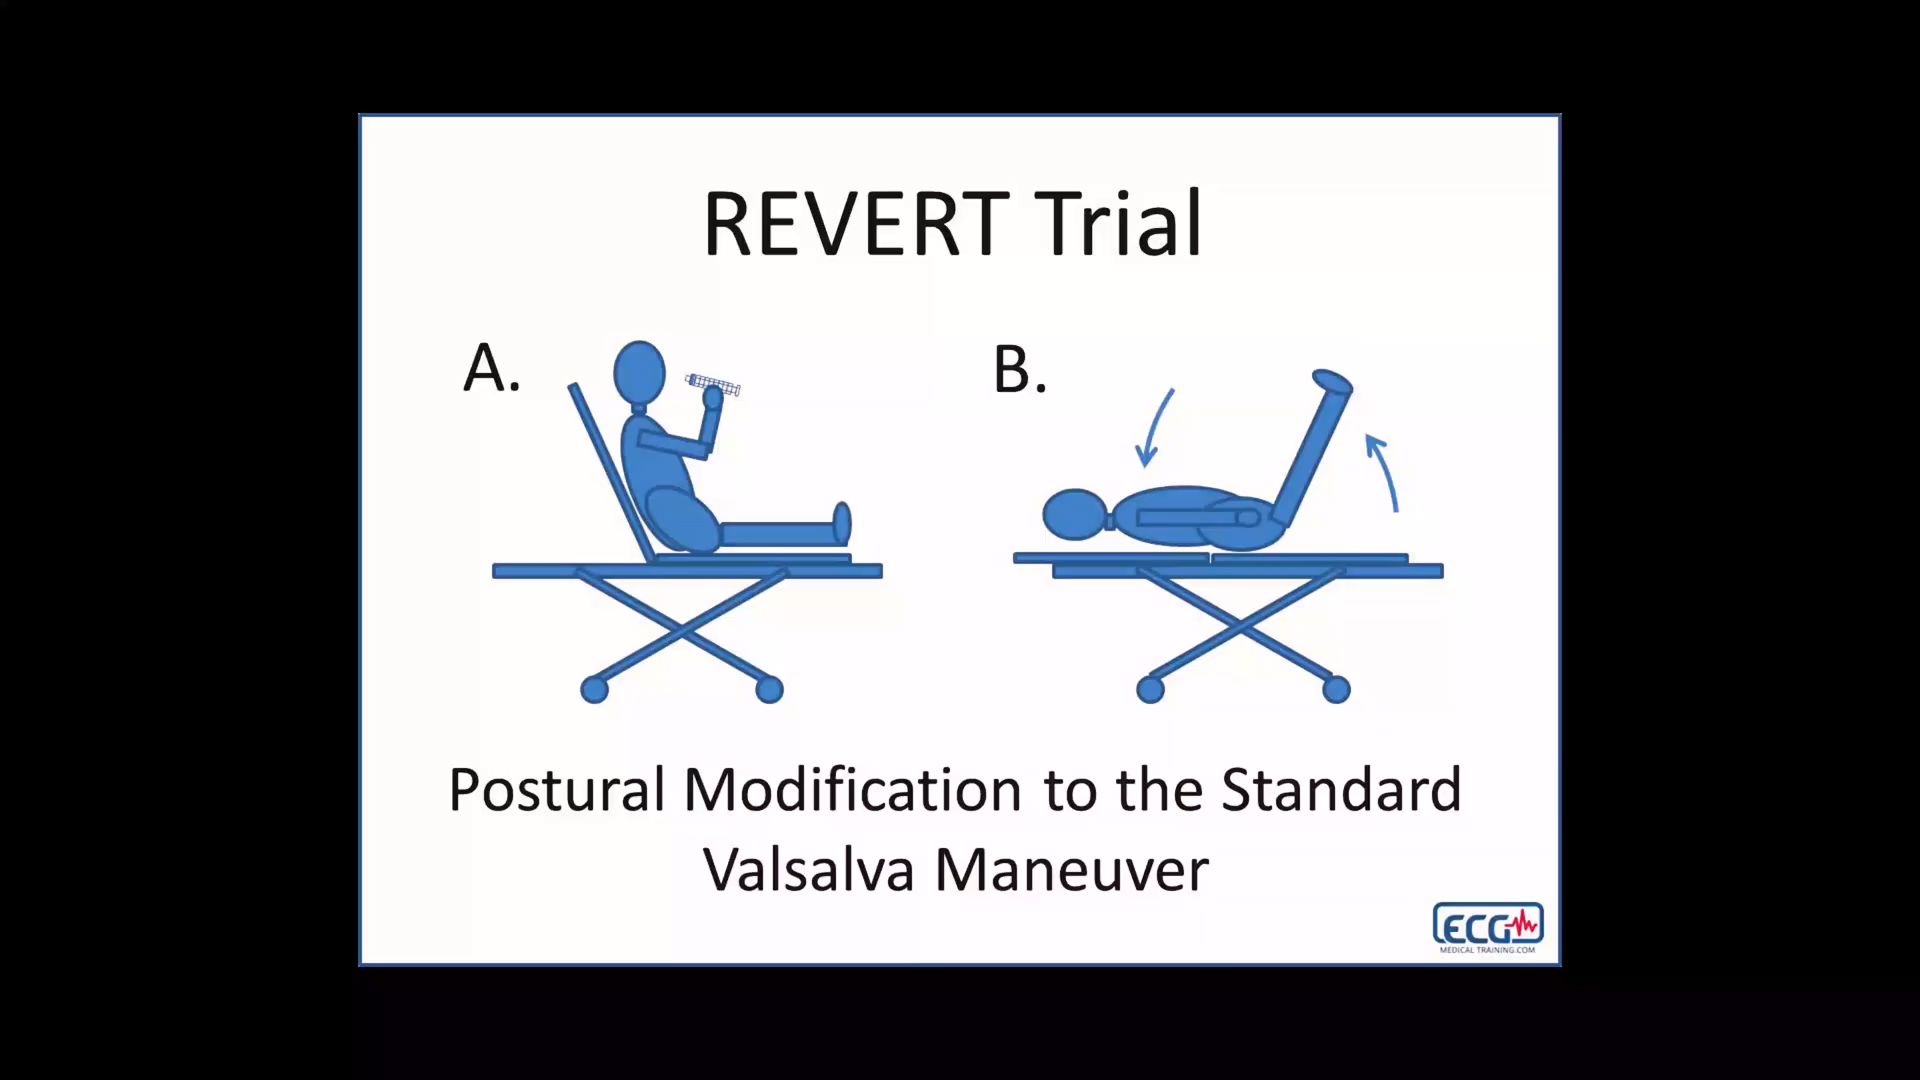 REVERT Trial
A.
B.
Postural Modification to the Standard
Valsalva Maneuver
ECG
MEDICAL TRAINING.COM